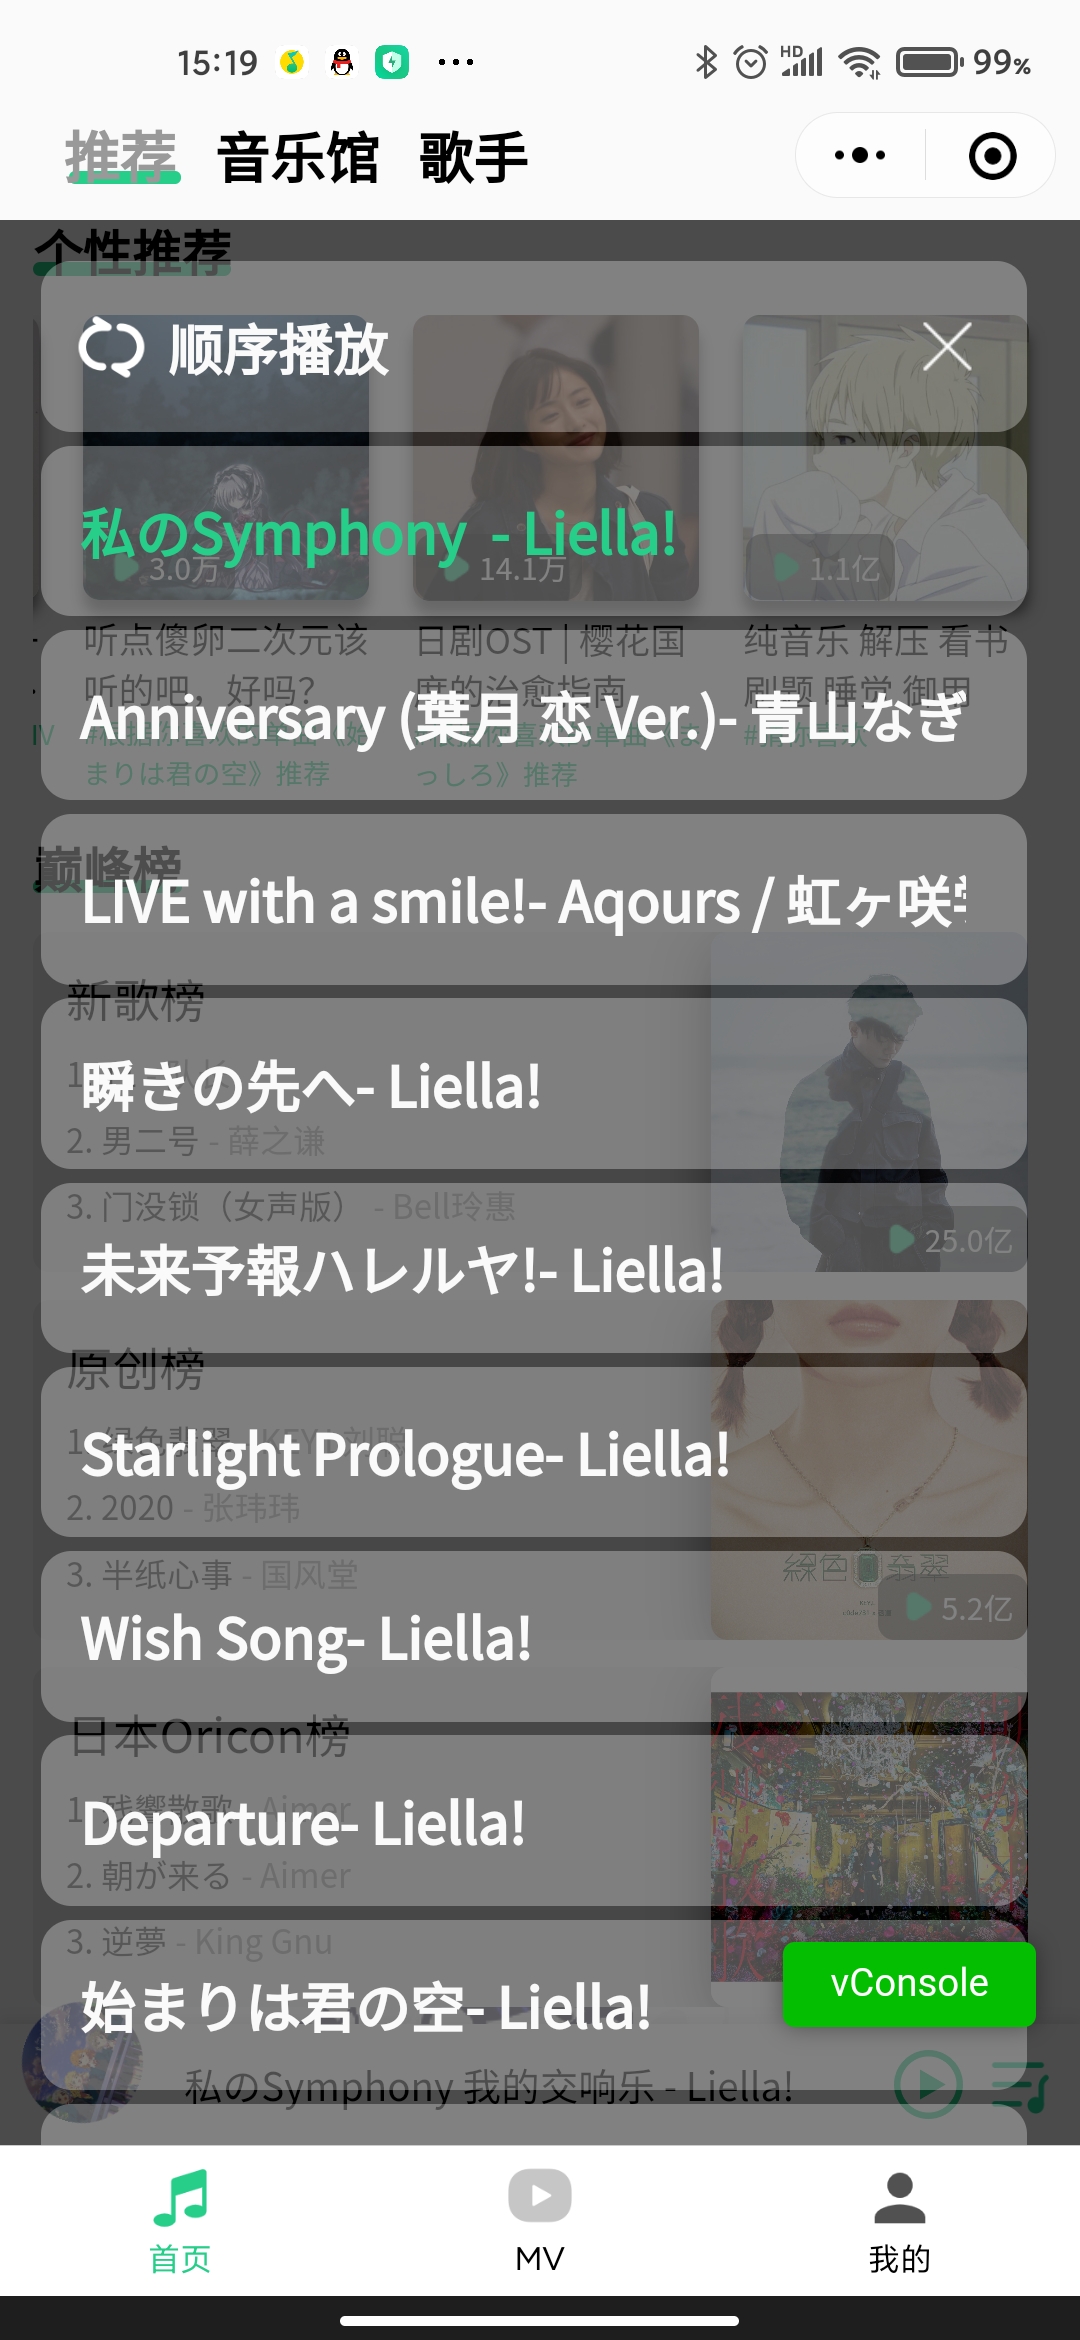 15:19
HD
99%
推荐 音乐馆 歌手
个性推荐
顺序播放
私のSymphony - Liella!
3.0万
14.1万
1.1亿
听点傻卵二次元该
听的吧，好吗?
日剧OST | 樱花国
度的治愈指南
纯音乐 解压 看书
刷题 睡觉 御用
Anniversary (葉月 恋 Ver.)- 青山なぎ
まりは君の空》推荐
っしろ》推荐
巅峰榜
LIVE with a smile!- Aqours / 虹ヶ咲
新歌榜
瞬きの先へ- Liella!
2. 男二号 - 薛之谦
3. 门没锁（女声版） - Bell玲惠
25.0亿
未来予報ハレルヤ!- Liella!
原创榜
Starlight Prologue- Liella!
2. 2020 - 张玮玮
3. 半纸心事 - 国风堂
綠色翡翠
5.2亿
Wish Song- Liella!
日本Oricon榜
1. 残響散歌 - Aimer
Departure- Liella!
2. 朝が来る - Aimer
3. 逆夢 - King Gnu
vConsole
始まりは君の空- Liella!
私のSymphony 我的交响乐 - Liella!
首页
MV
我的